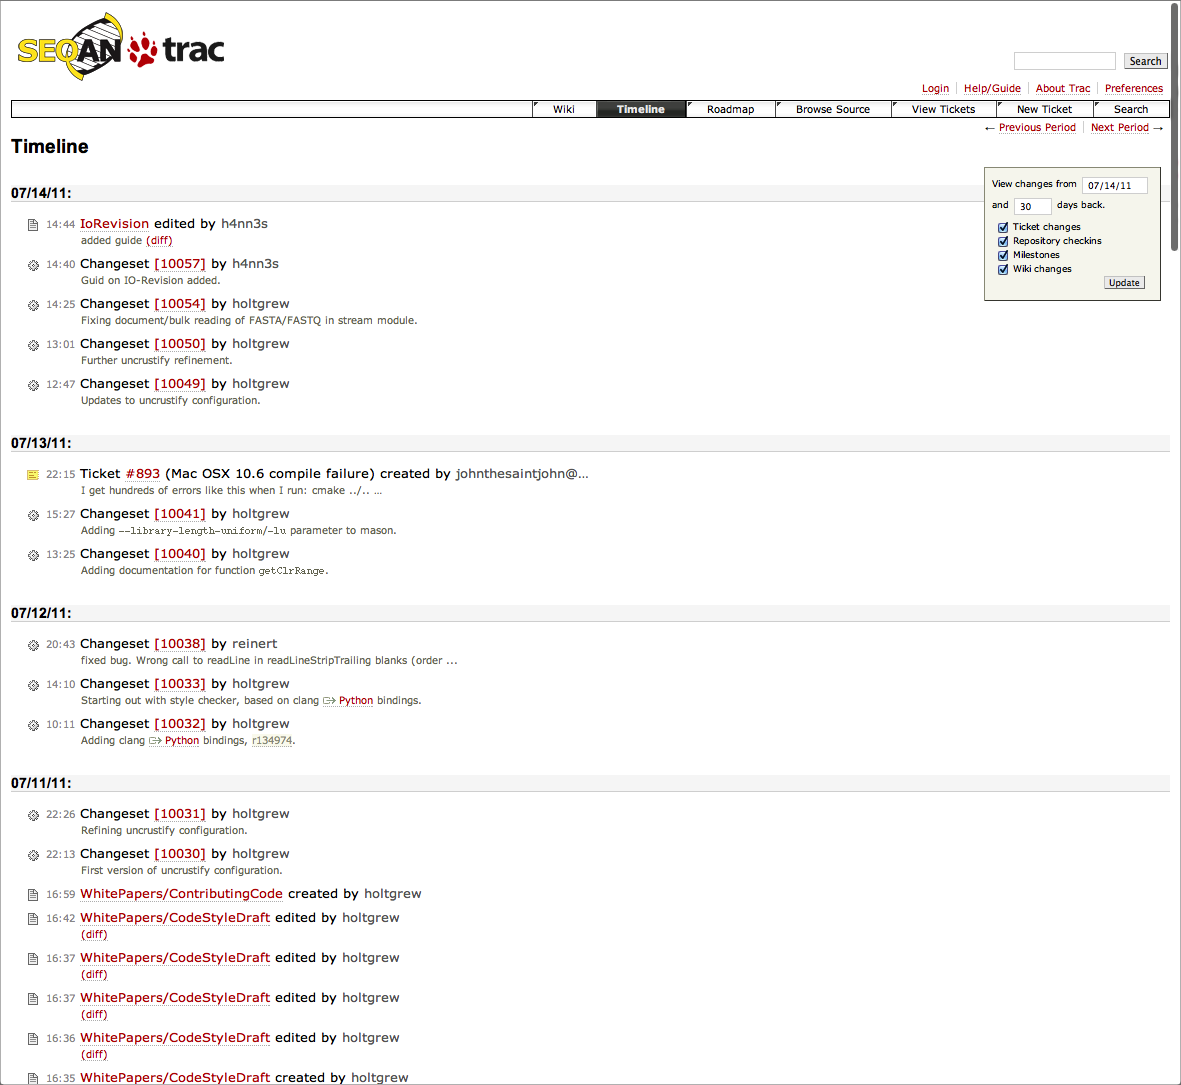 SEQAN trac
Search
Login Help/Guide About Trac Preferences
Wiki Timeline Roadmap Browse Source View Tickets New Ticket Search
← Previous Period Next Period →
Timeline
View changes from 07/14/11
and 30 days back.
Ticket changes
Repository checkins
Milestones
Wiki changes
Update
07/14/11:
14:44 IoRevision edited by h4nn3s
added guide (diff)
14:40 Changeset [10057] by h4nn3s
Guid on IO-Revision added.
14:25 Changeset [10054] by holtgrew
Fixing document/bulk reading of FASTA/FASTQ in stream module.
13:01 Changeset [10050] by holtgrew
Further uncrustify refinement.
12:47 Changeset [10049] by holtgrew
Updates to uncrustify configuration.
07/13/11:
22:15 Ticket #893 (Mac OSX 10.6 compile failure) created by johnthesaintjohn@…
I get hundreds of errors like this when I run: cmake ../.. …
15:27 Changeset [10041] by holtgrew
Adding --library-length-uniform/-lu parameter to mason.
13:25 Changeset [10040] by holtgrew
Adding documentation for function getClrRange.
07/12/11:
20:43 Changeset [10038] by reinert
fixed bug. Wrong call to readLine in readLineStripTrailing blanks (order …
14:10 Changeset [10033] by holtgrew
Starting out with style checker, based on clang Python bindings.
10:11 Changeset [10032] by holtgrew
Adding clang Python bindings, r134974.
07/11/11:
22:26 Changeset [10031] by holtgrew
Refining uncrustify configuration.
22:13 Changeset [10030] by holtgrew
First version of uncrustify configuration.
16:59 WhitePapers/ContributingCode created by holtgrew
16:42 WhitePapers/CodeStyleDraft edited by holtgrew
(diff)
16:37 WhitePapers/CodeStyleDraft edited by holtgrew
(diff)
16:37 WhitePapers/CodeStyleDraft edited by holtgrew
(diff)
16:36 WhitePapers/CodeStyleDraft edited by holtgrew
(diff)
16:35 WhitePapers/CodeStyleDraft created by holtgrew